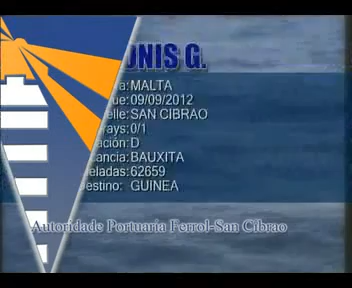 NIS G.
a: MALTA
ue: 09/09/2012
elle: SAN CIBRAO
rays: 0/1
ación: D
ancia: BAUXITA
eladas: 62659
estino: GUINEA
Autoridade Portuaria Ferrol-San Cibrao